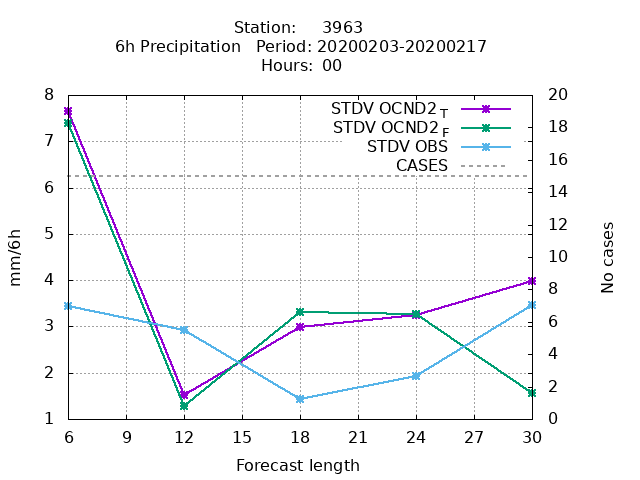 Station: 3963
6h Precipitation Period: 20200203-20200217
Hours: 00
STDV OCND2 T
STDV OCND2 F
STDV OBS
CASES
8
7
6
5
4
3
2
1
mm/6h
20
18
16
14
12
10
8
6
4
2
0
No cases
6 9 12 15 18 21 24 27 30
Forecast length